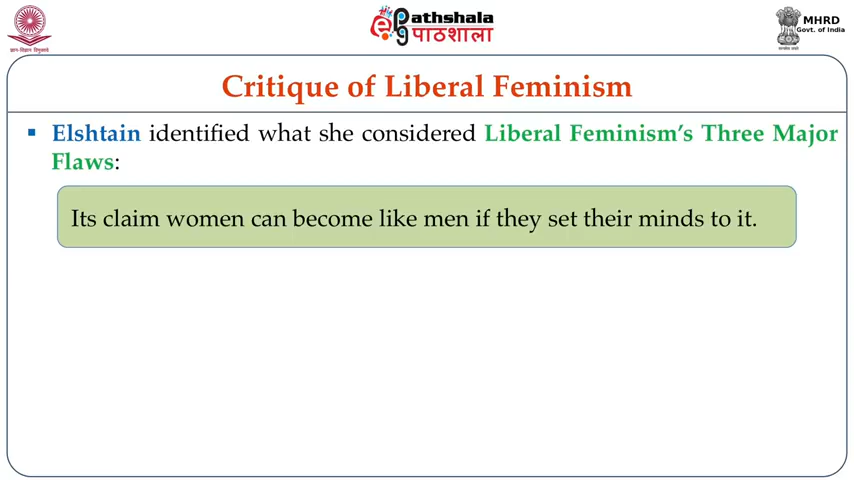 ePathshala
पाठशाला
MHRD
Govt. of India
Critique of Liberal Feminism
▪ Elshtain identified what she considered Liberal Feminism's Three Major
Flaws:
Its claim women can become like men if they set their minds to it.